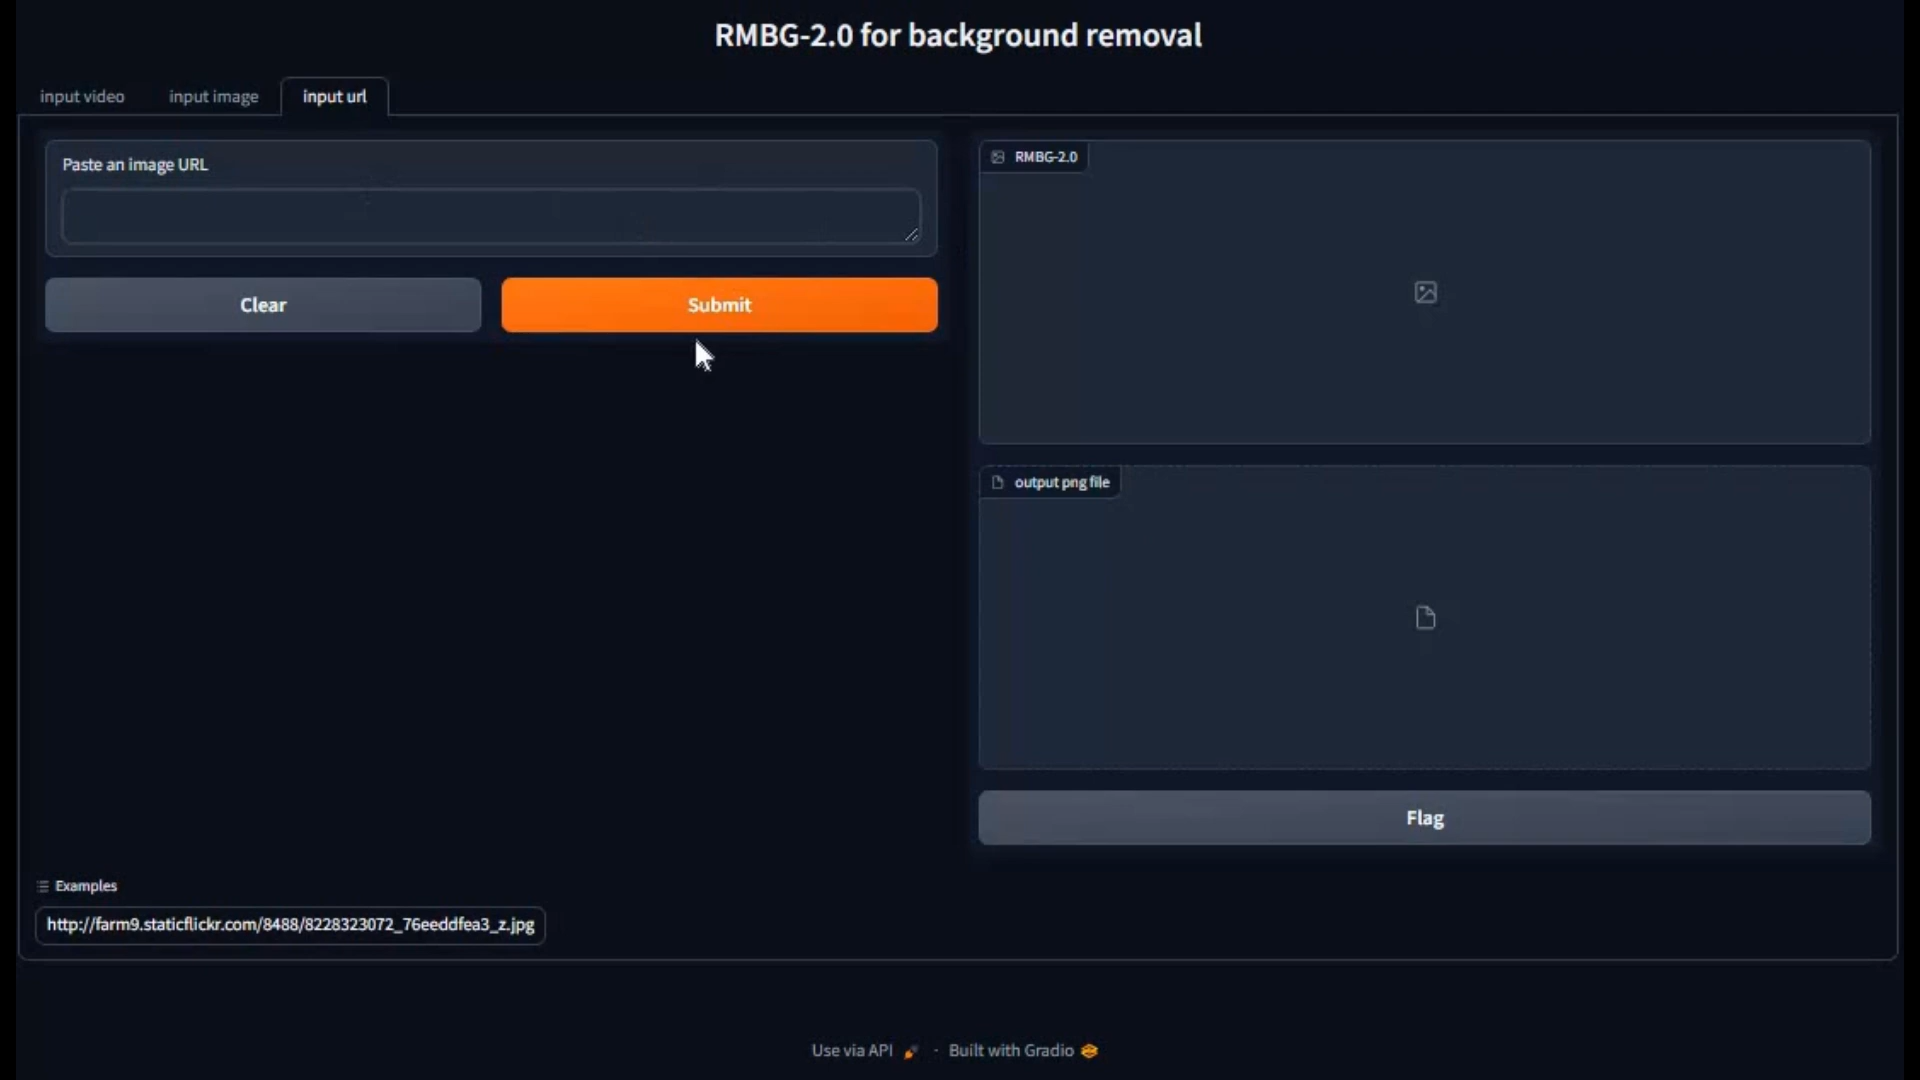 RMBG-2.0 for background removal
input video
input image
input url
Paste an image URL
Clear
Submit
RMBG-2.0
output png file
Flag
Examples
http://farm9.staticflickr.com/8488/8228323072_76eeddfea3_z.jpg
Use via API · Built with Gradio